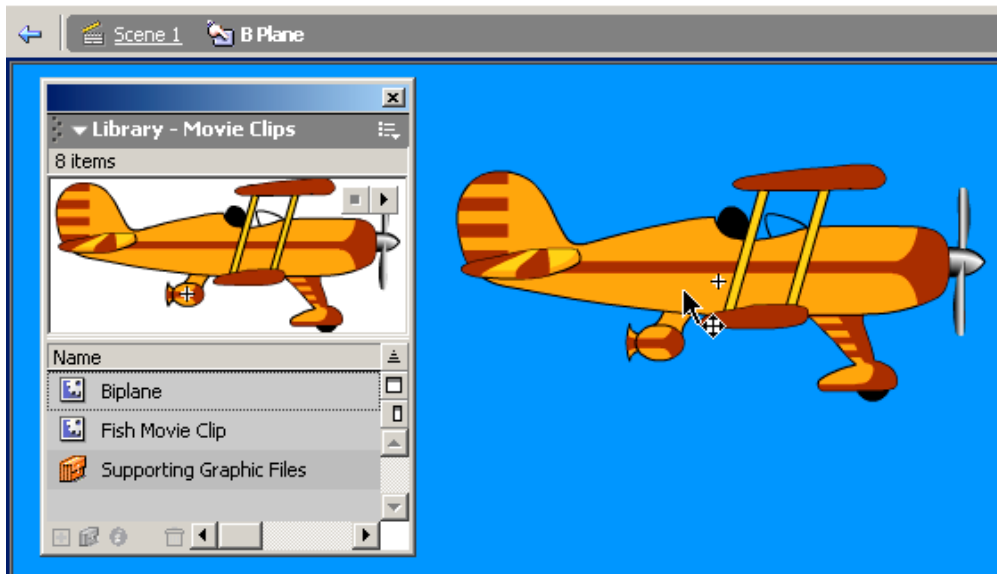 Scene 1 B Plane
Library - Movie Clips
8 items
Name
Biplane
Fish Movie Clip
Supporting Graphic Files